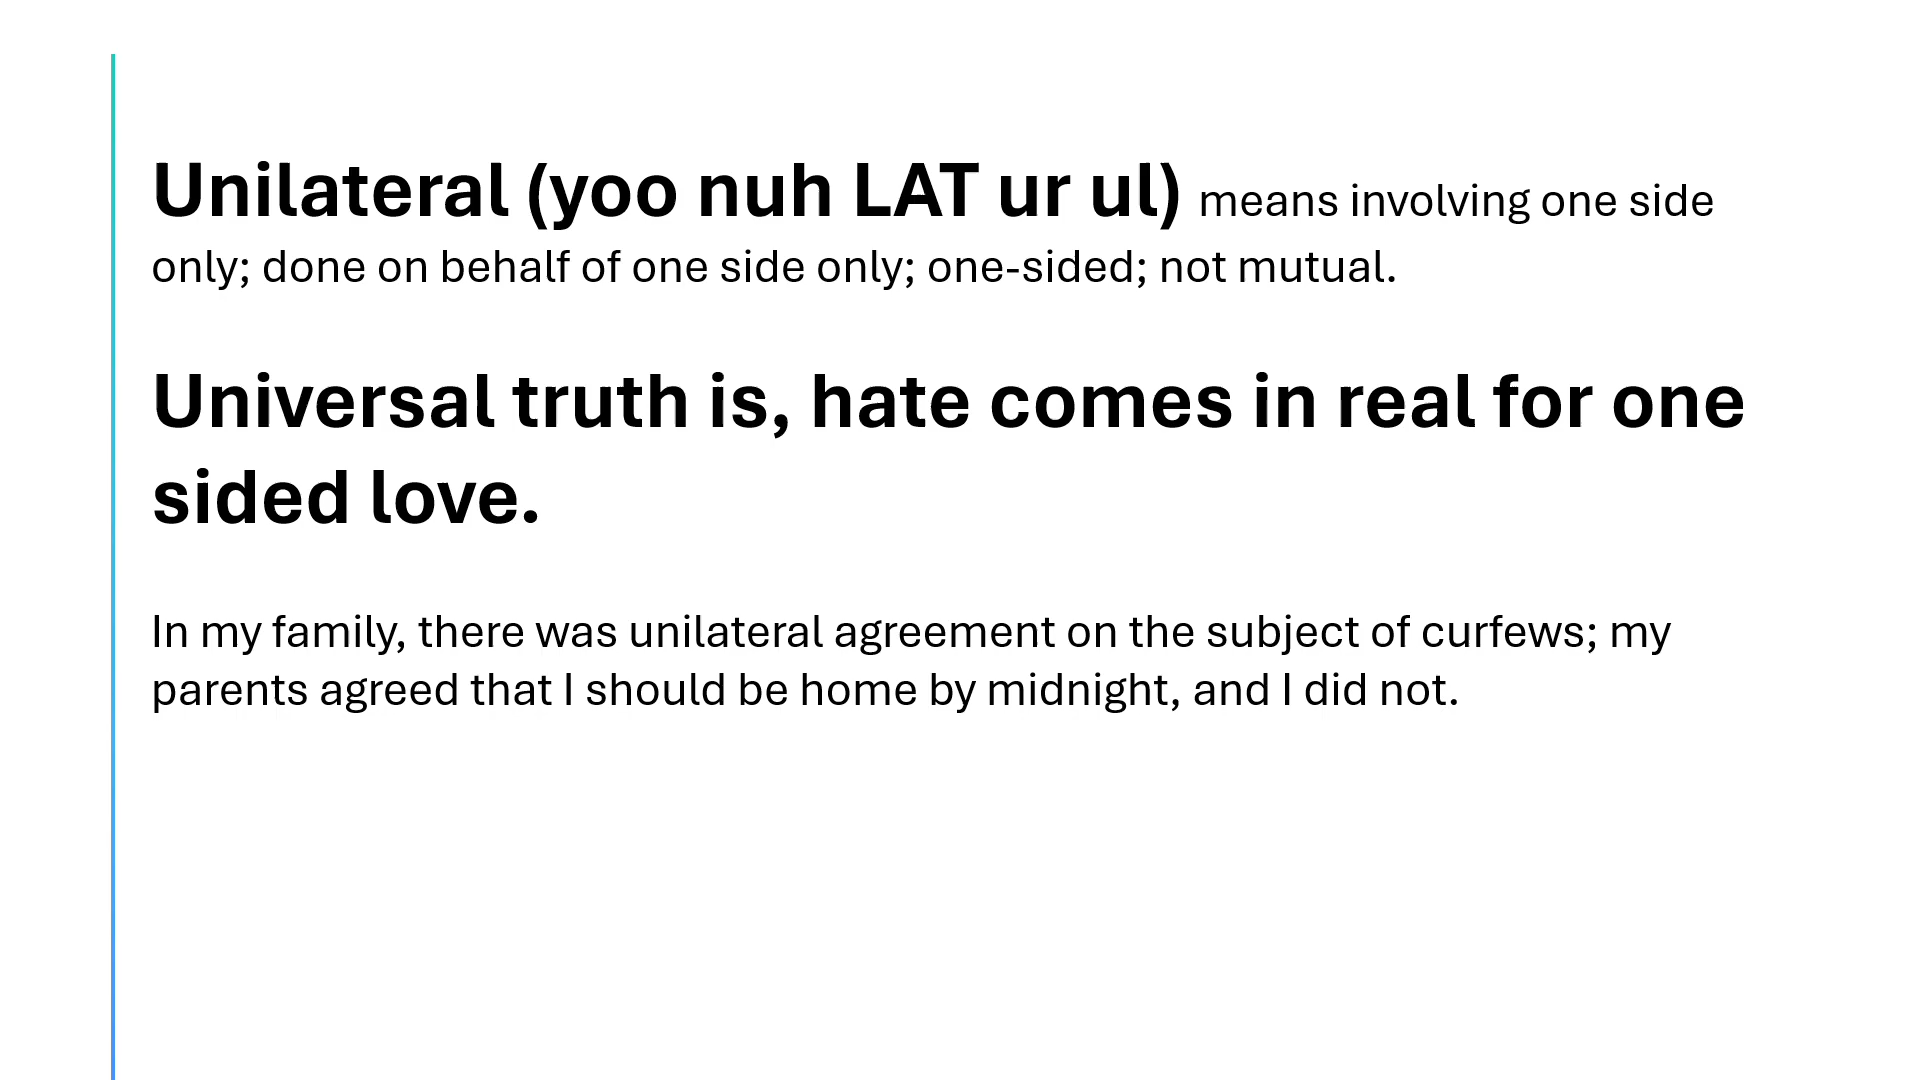 Unilateral (yoo nuh LAT ur ul) means involving one side
only; done on behalf of one side only; one-sided; not mutual.
Universal truth is, hate comes in real for one
sided love.
In my family, there was unilateral agreement on the subject of curfews; my
parents agreed that I should be home by midnight, and I did not.